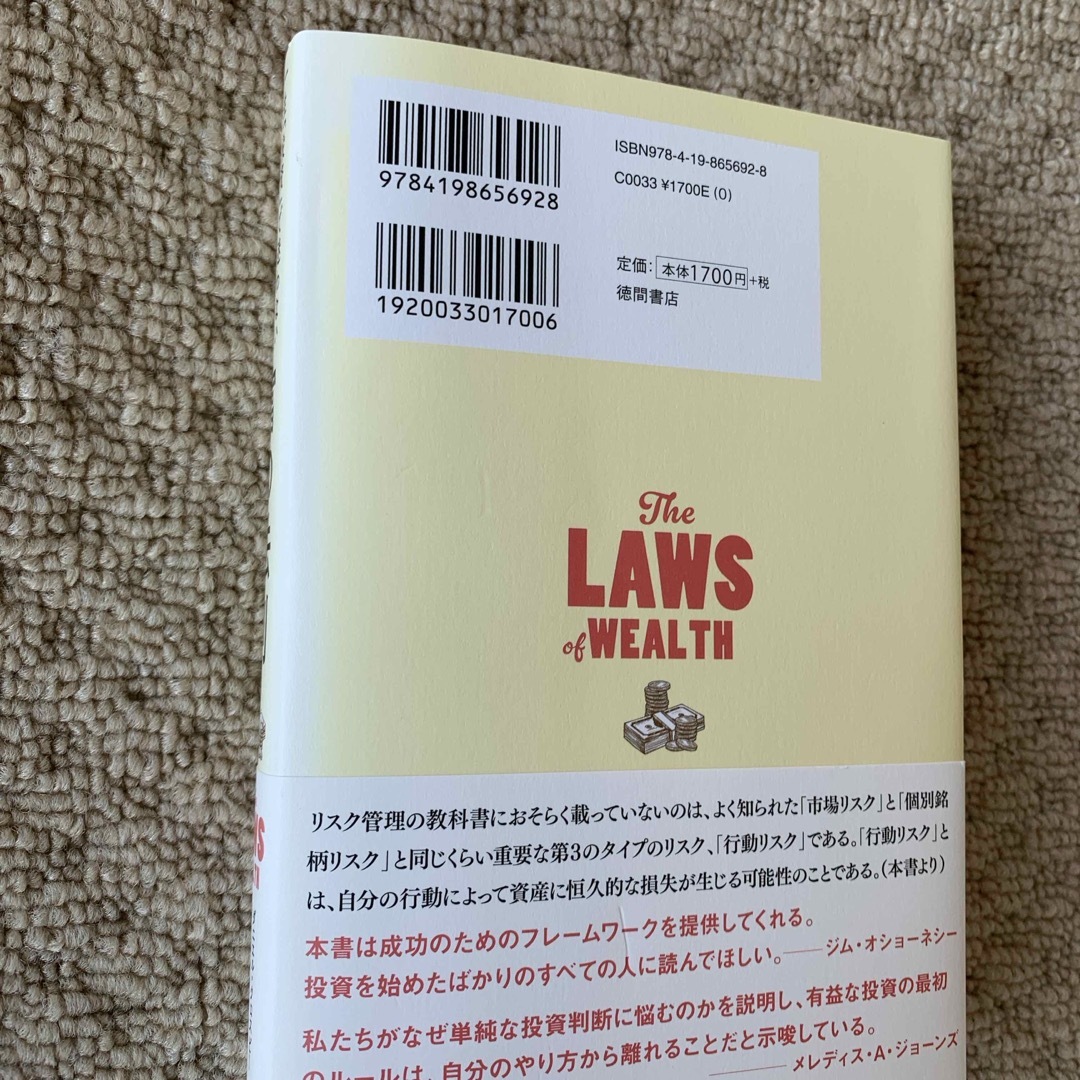 9784198656928
ISBN978-4-19-865692-8
C0033 ¥1700E (0)
1920033017006
定価: 本体1700円+税
徳間書店
The
LAWS
of WEALTH
リスク管理の教科書におそらく載っていないのは、よく知られた「市場リスク」と「個別銘
柄リスク」と同じくらい重要な第3のタイプのリスク、「行動リスク」である。「行動リスク」と
は、自分の行動によって資産に恒久的な損失が生じる可能性のことである。(本書より)
本書は成功のためのフレームワークを提供してくれる。
投資を始めたばかりのすべての人に読んでほしい。——ジム・オショーネシー
私たちがなぜ単純な投資判断に悩むのかを説明し、有益な投資の最初
のルールは、自分のやり方から離れることだと示唆している。
——メレディス・A・ジョーンズ
WS
EALTH